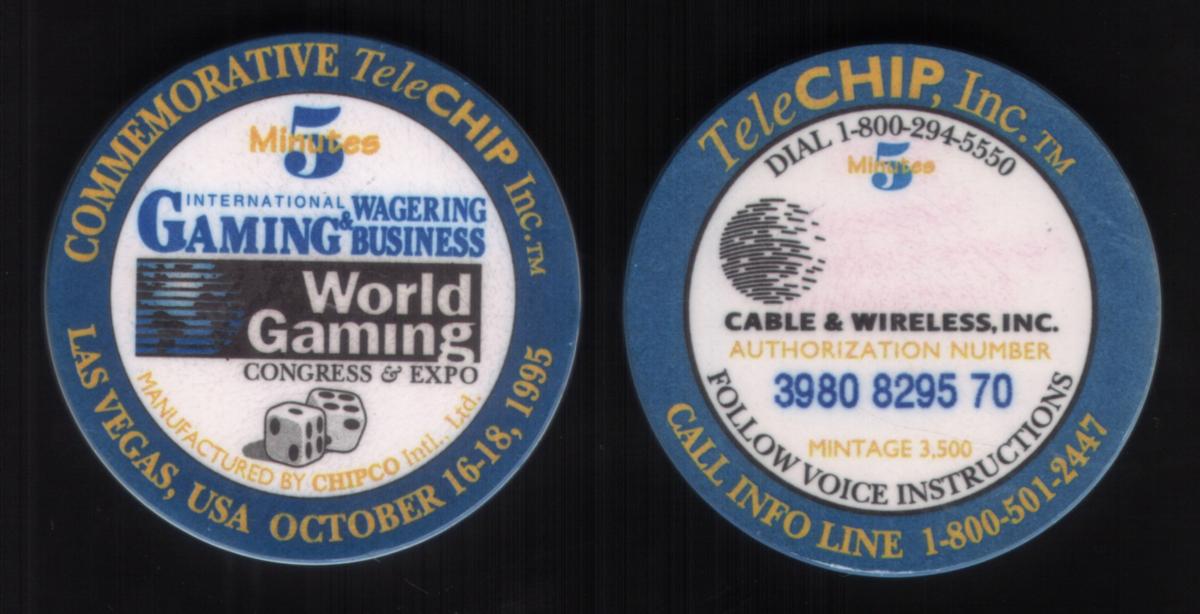 COMMEMORATIVE TeleCHIP Inc.™
5
Minutes
INTERNATIONAL
GAMING & WAGERING
BUSINESS
World
Gaming
CONGRESS & EXPO
MANUFACTURED BY CHIPCO Intl., Ltd.
LAS VEGAS, USA OCTOBER 16-18, 1995
TeleCHIP, Inc.™
DIAL 1-800-294-5550
5
Minutes
CABLE & WIRELESS, INC.
AUTHORIZATION NUMBER
3980 8295 70
MINTAGE 3,500
FOLLOW VOICE INSTRUCTIONS
CALL INFO LINE 1-800-501-2447